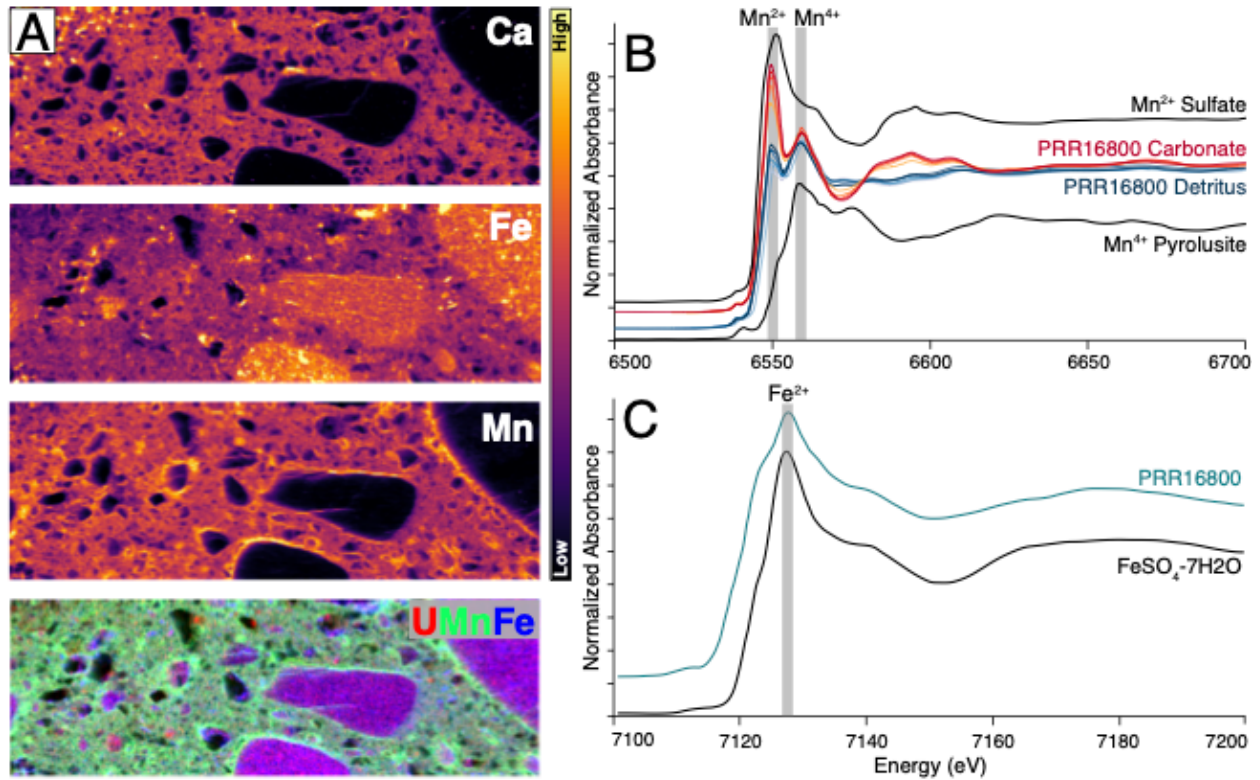 A
Ca
High
Fe
Mn
Low
UMnFe
B
Mn²⁺
Mn⁴⁺
Mn²⁺ Sulfate
PRR16800 Carbonate
PRR16800 Detritus
Mn⁴⁺ Pyrolusite
Normalized Absorbance
6500
6550
6600
6650
6700
C
Fe²⁺
PRR16800
FeSO₄-7H2O
Normalized Absorbance
7100
7120
7140
7160
7180
7200
Energy (eV)